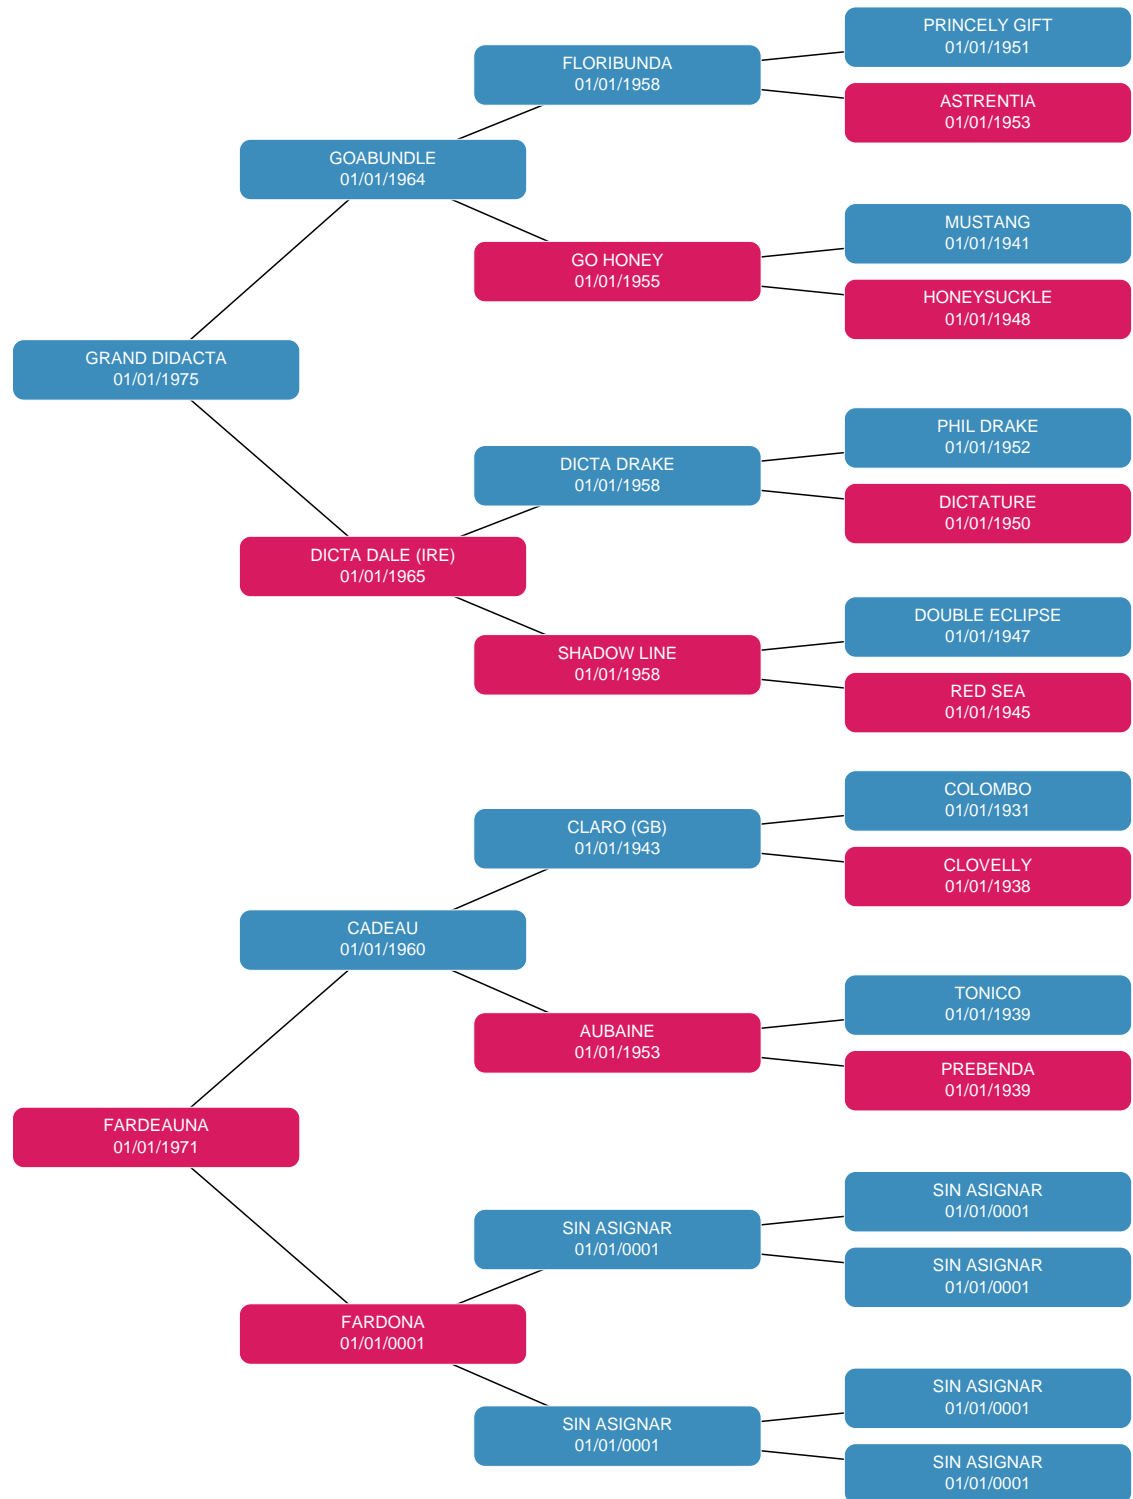 PRINCELY GIFT
01/01/1951
FLORIBUNDA
01/01/1958
ASTRENTIA
01/01/1953
GOABUNDLE
01/01/1964
MUSTANG
01/01/1941
GO HONEY
01/01/1955
HONEYSUCKLE
01/01/1948
GRAND DIDACTA
01/01/1975
PHIL DRAKE
01/01/1952
DICTA DRAKE
01/01/1958
DICTATURE
01/01/1950
DICTA DALE (IRE)
01/01/1965
DOUBLE ECLIPSE
01/01/1947
SHADOW LINE
01/01/1958
RED SEA
01/01/1945
COLOMBO
01/01/1931
CLARO (GB)
01/01/1943
CLOVELLY
01/01/1938
CADEAU
01/01/1960
TONICO
01/01/1939
AUBAINE
01/01/1953
PREBENDA
01/01/1939
FARDEAUNA
01/01/1971
SIN ASIGNAR
01/01/0001
SIN ASIGNAR
01/01/0001
SIN ASIGNAR
01/01/0001
FARDONA
01/01/0001
SIN ASIGNAR
01/01/0001
SIN ASIGNAR
01/01/0001
SIN ASIGNAR
01/01/0001